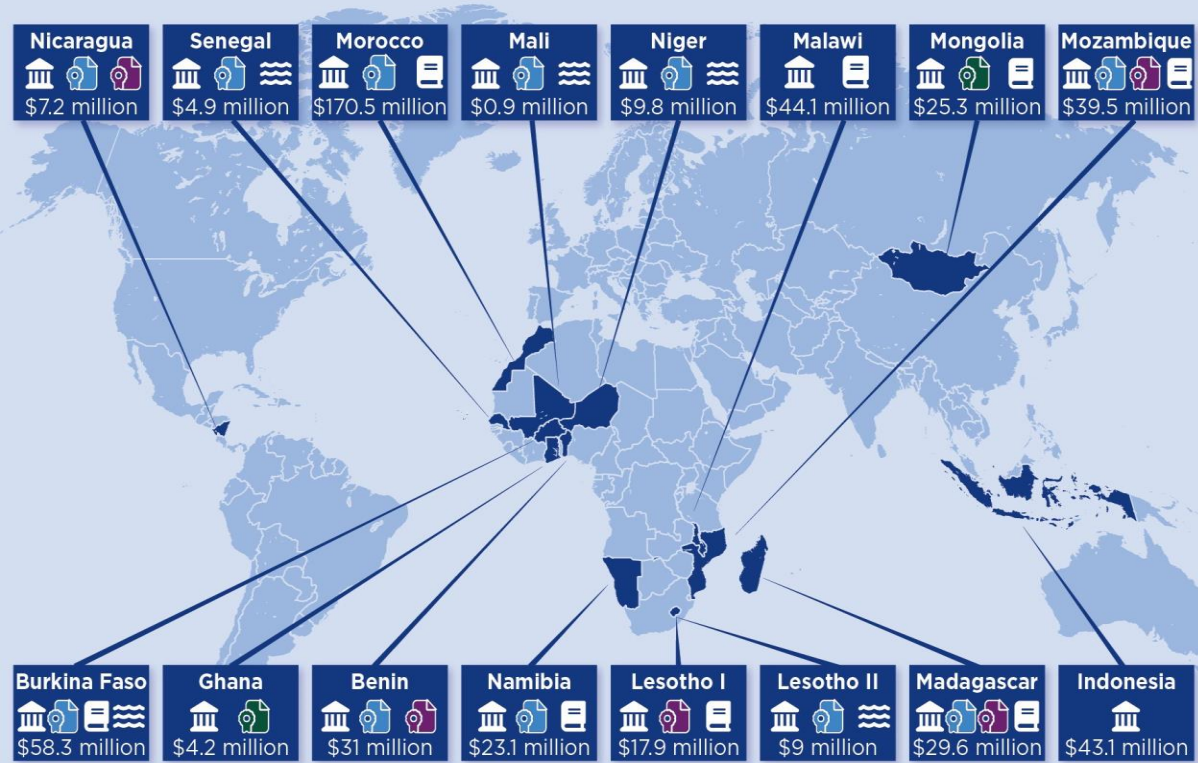 Nicaragua
$7.2 million
Senegal
$4.9 million
Morocco
$170.5 million
Mali
$0.9 million
Niger
$9.8 million
Malawi
$44.1 million
Mongolia
$25.3 million
Mozambique
$39.5 million
Burkina Faso
$58.3 million
Ghana
$4.2 million
Benin
$31 million
Namibia
$23.1 million
Lesotho I
$17.9 million
Lesotho II
$9 million
Madagascar
$29.6 million
Indonesia
$43.1 million